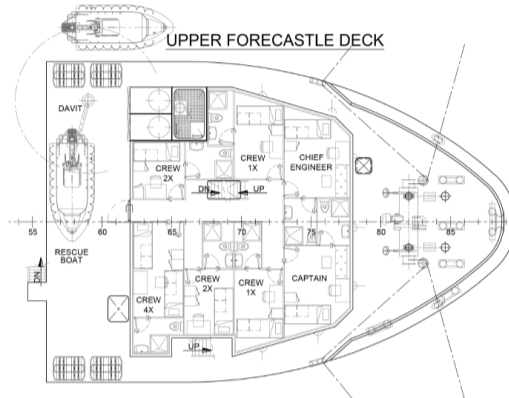 UPPER FORECASTLE DECK
DAVIT
CREW
2X
CREW
1X
CHIEF
ENGINEER
DN
UP
55
60
65
70
75
80
85
RESCUE
BOAT
DN
CREW
4X
CREW
2X
CREW
1X
CAPTAIN
UP